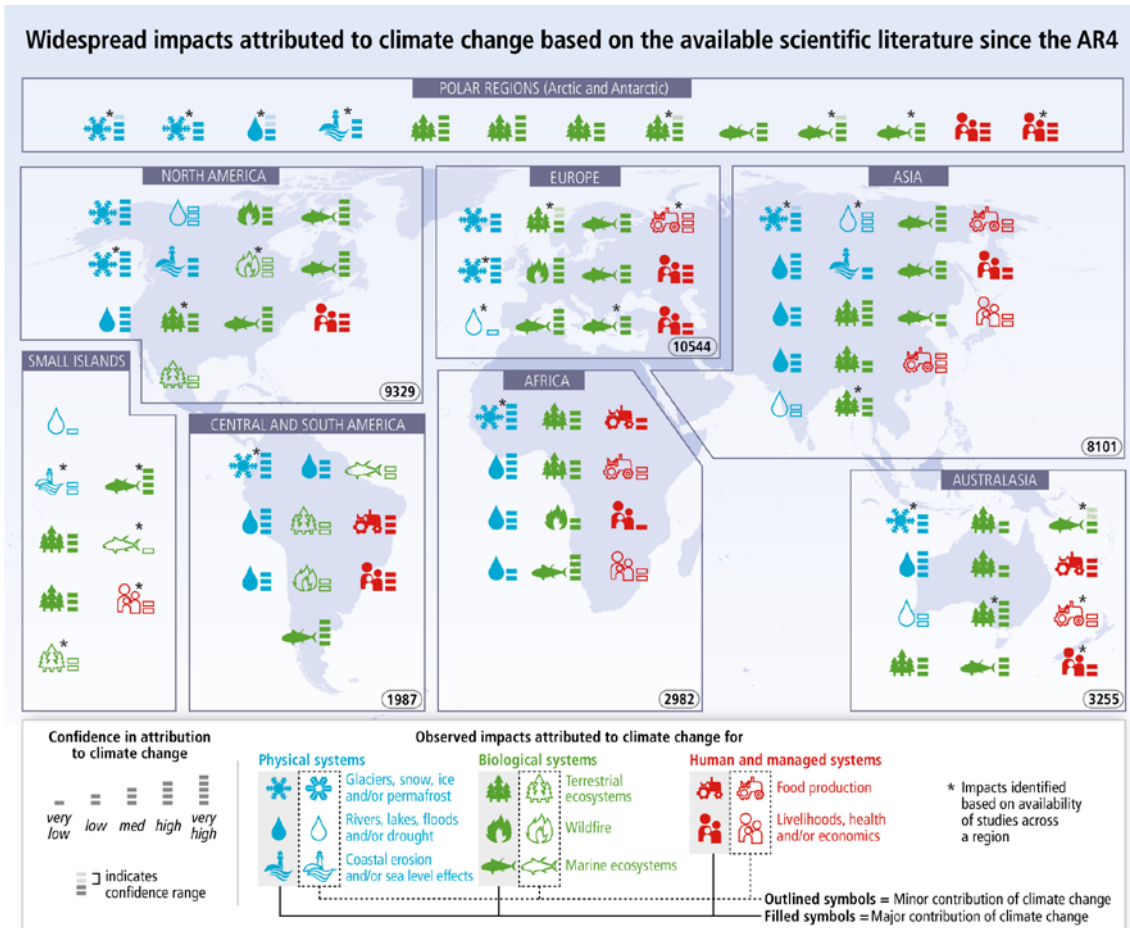 Widespread impacts attributed to climate change based on the available scientific literature since the AR4
POLAR REGIONS (Arctic and Antarctic)
NORTH AMERICA
EUROPE
ASIA
10544
SMALL ISLANDS
9329
AFRICA
CENTRAL AND SOUTH AMERICA
8101
AUSTRALASIA
1987
2982
3255
Confidence in attribution
to climate change
very
low
low
med
high
very
high
indicates
confidence range
Observed impacts attributed to climate change for
Physical systems
Glaciers, snow, ice
and/or permafrost
Rivers, lakes, floods
and/or drought
Coastal erosion
and/or sea level effects
Biological systems
Terrestrial
ecosystems
Wildfire
Marine ecosystems
Human and managed systems
Food production
Livelihoods, health
and/or economics
* Impacts identified
based on availability
of studies across
a region
Outlined symbols = Minor contribution of climate change
Filled symbols = Major contribution of climate change